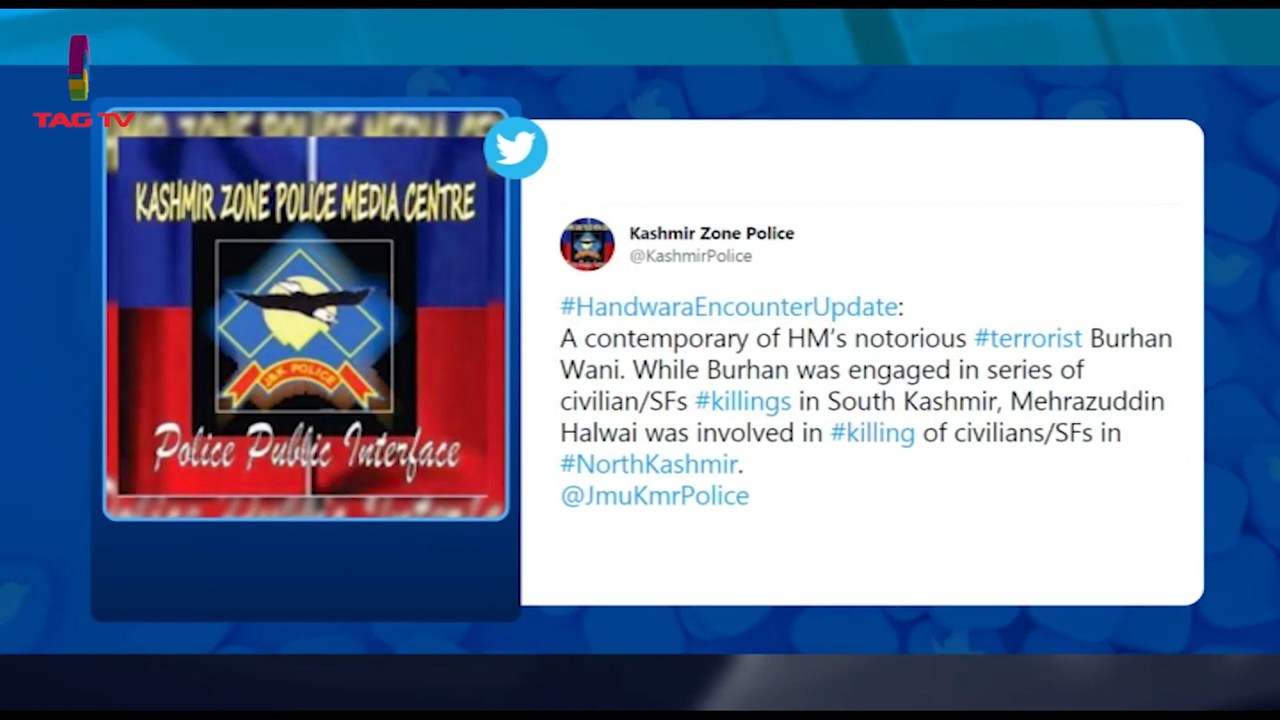 TAG TV
KASHMIR ZONE POLICE MEDIA CENTRE
J&K POLICE
Police Public Interface
Kashmir Zone Police
@KashmirPolice
#HandwaraEncounterUpdate:
A contemporary of HM's notorious #terrorist Burhan
Wani. While Burhan was engaged in series of
civilian/SFs #killings in South Kashmir, Mehrazuddin
Halwai was involved in #killing of civilians/SFs in
#NorthKashmir.
@JmuKmrPolice